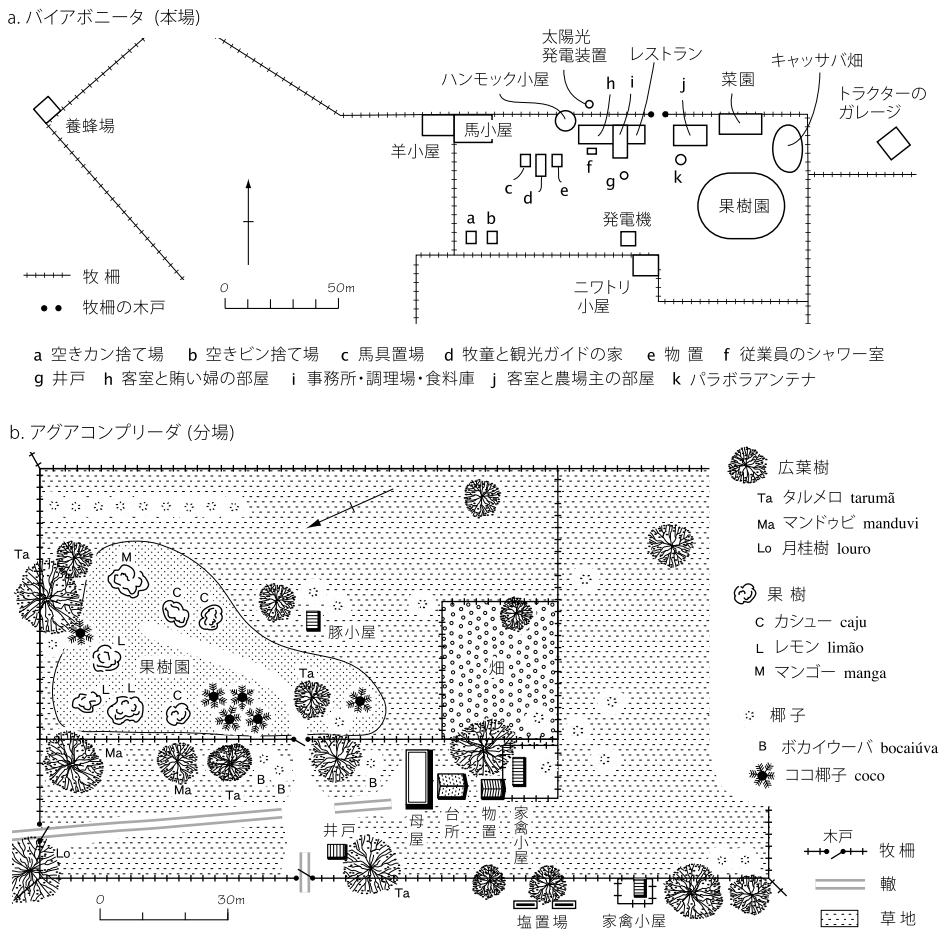 a. バイアボニータ (本場)
太陽光
発電装置
レストラン
ハンモック小屋
h
i
j
菜園
キャッサバ畑
トラクターの
ガレージ
養蜂場
馬小屋
羊小屋
c
d
e
f
g
k
果樹園
a
b
発電機
ニワトリ
小屋
0
50m
牧柵
牧柵の木戸
a 空きカン捨て場 b 空きビン捨て場 c 馬具置場 d 牧童と観光ガイドの家 e 物置 f 従業員のシャワー室
g 井戸 h 客室と賄い婦の部屋 i 事務所・調理場・食料庫 j 客室と農場主の部屋 k パラボラアンテナ
b. アグアコンプリーダ (分場)
Ta
M
C
C
L
果樹園
L
L
C
豚小屋
Ta
畑
Ma
Ma
Ta
B
B
母屋
台所
物置
家禽小屋
井戸
Lo
Ta
塩置場
家禽小屋
0
30m
広葉樹
Ta タルメロ tarumã
Ma マンドゥビ manduvi
Lo 月桂樹 louro
果樹
C カシュー caju
L レモン limão
M マンゴー manga
椰子
B ボカイウーバ bocaiúva
ココ椰子 coco
木戸
牧柵
轍
草地